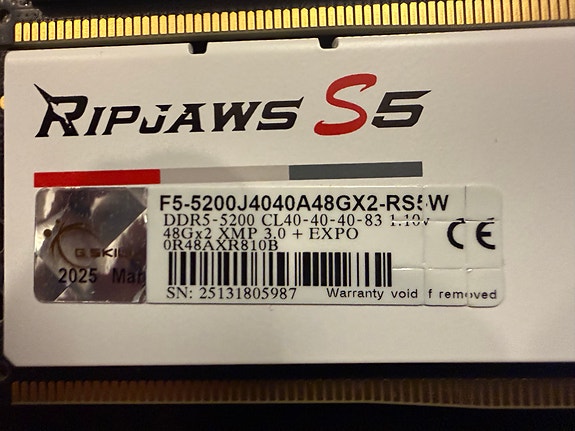 RIPJAWS S5
F5-5200J4040A48GX2-RS5W
DDR5-5200 CL40-40-40-83 1.10v
48Gx2 XMP 3.0 + EXPO
0R48AXR810B
CE
G.SKILL
2025 Mar
SN: 25131805987 Warranty void if removed